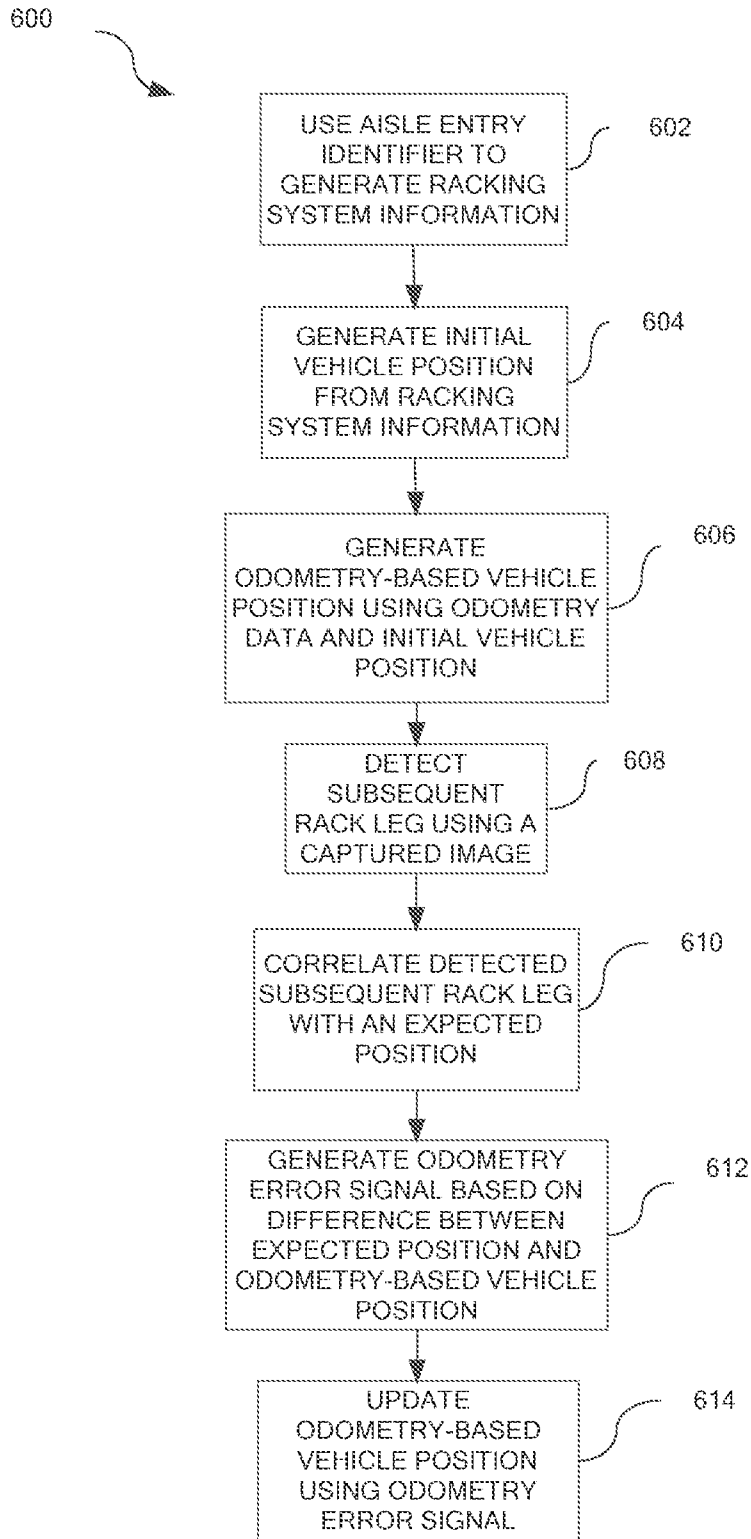 600
USE AISLE ENTRY
IDENTIFIER TO
GENERATE RACKING
SYSTEM INFORMATION
602
GENERATE INITIAL
VEHICLE POSITION
FROM RACKING
SYSTEM INFORMATION
604
GENERATE
ODOMETRY-BASED VEHICLE
POSITION USING ODOMETRY
DATA AND INITIAL VEHICLE
POSITION
606
DETECT
SUBSEQUENT
RACK LEG USING A
CAPTURED IMAGE
608
CORRELATE DETECTED
SUBSEQUENT RACK LEG
WITH AN EXPECTED
POSITION
610
GENERATE ODOMETRY
ERROR SIGNAL BASED ON
DIFFERENCE BETWEEN
EXPECTED POSITION AND
ODOMETRY-BASED VEHICLE
POSITION
612
UPDATE
ODOMETRY-BASED
VEHICLE POSITION
USING ODOMETRY
ERROR SIGNAL
614